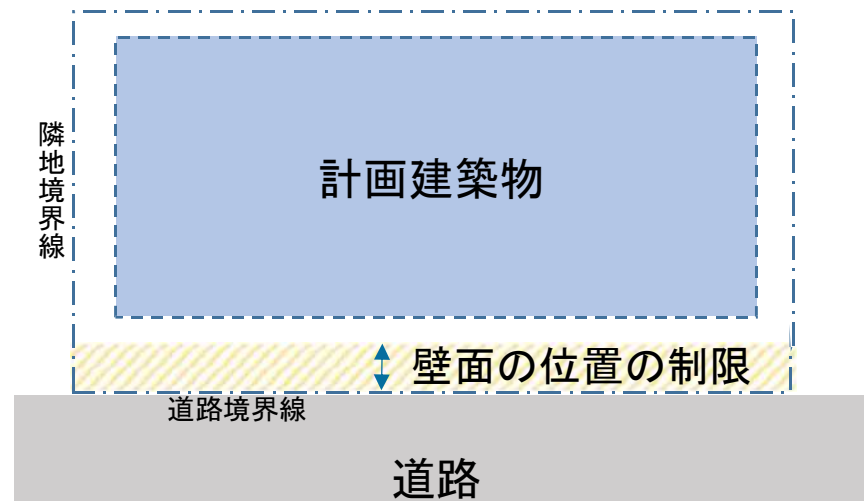 隣地境界線
計画建築物
壁面の位置の制限
道路境界線
道路